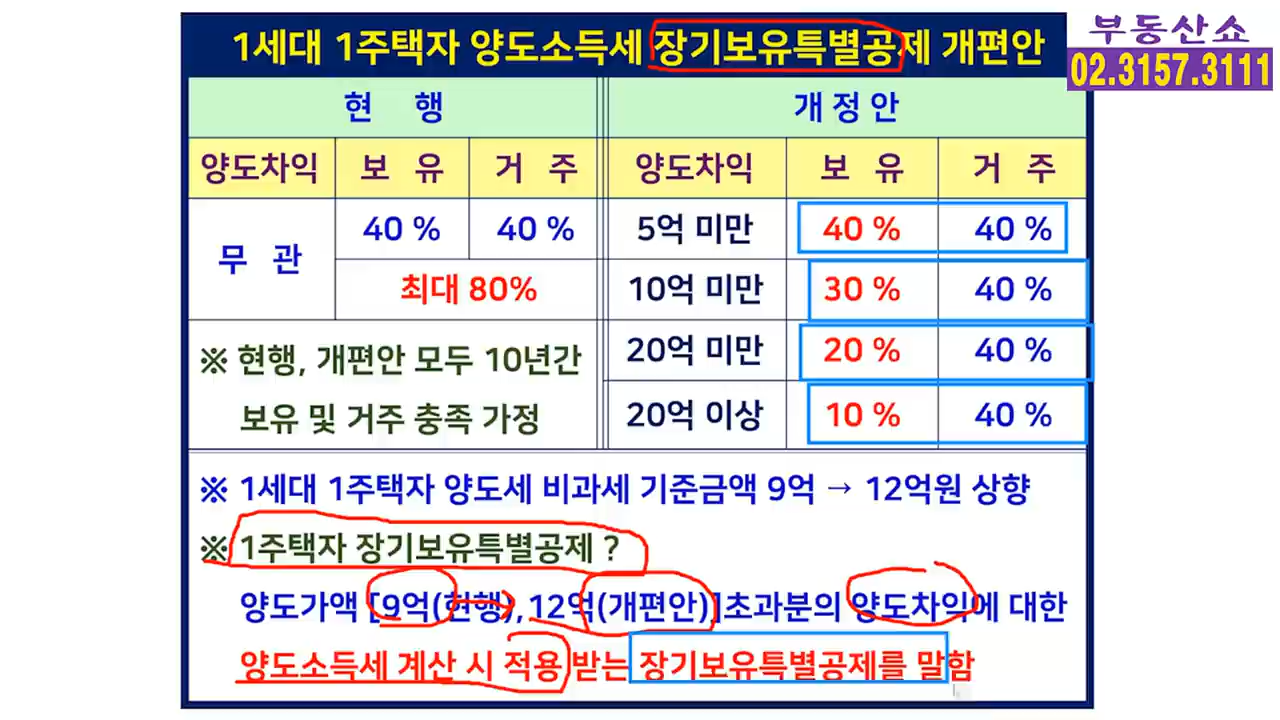 1세대 1주택자 양도소득세 장기보유특별공제 개편안
부동산쇼
02.3157.3111
현 행 개정안
양도차익 보 유 거 주 양도차익 보 유 거 주
무 관 40 % 40 % 5억 미만 40 % 40 %
최대 80% 10억 미만 30 % 40 %
※ 현행, 개편안 모두 10년간 20억 미만 20 % 40 %
보유 및 거주 충족 가정 20억 이상 10 % 40 %
※ 1세대 1주택자 양도세 비과세 기준금액 9억 → 12억원 상향
※ 1주택자 장기보유특별공제 ?
양도가액 [9억(현행), 12억(개편안)]초과분의 양도차익에 대한
양도소득세 계산 시 적용 받는 장기보유특별공제를 말함